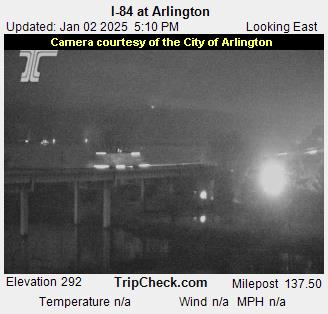 I-84 at Arlington
Updated: Jan 02 2025  5:10 PM Looking East
Camera courtesy of the City of Arlington
Elevation 292 TripCheck.com Milepost 137.50
Temperature n/a Wind n/a MPH n/a